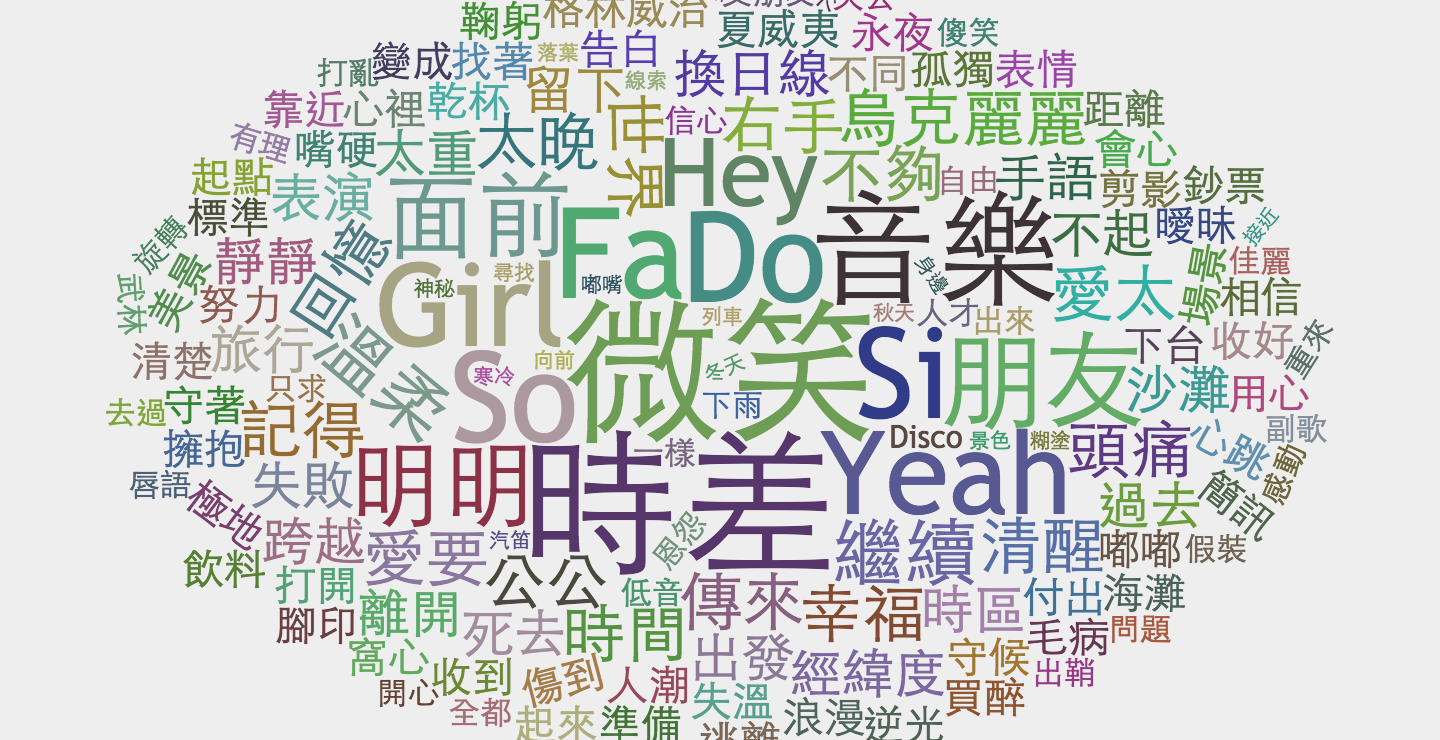 鞠躬 格林威治 夏威夷 永夜 傻笑
打亂 變成 找著 落葉 告白 線索 換日線 不同 孤獨 表情
靠近 心裡 乾杯 留下 世界 信心 右手 烏克麗麗 距離
有理 嘴硬 太重 太晚 Hey 不夠 自由 手語 會心
起點 表演 面前 剪影 鈔票
標準 音樂 不起 曖昧 接近
旋轉 靜靜 回憶 Fa Do 身邊 愛太 場景 佳麗
武林 美景 努力 Girl 神秘 尋找 嘟嘴 相信
清楚 旅行 溫柔 列車 秋天 人才 出來 下台 收好 重來
只求 So 寒冷 向前 微笑 冬天 Si 朋友
去過 守著 記得 下雨 沙灘 用心
擁抱 Disco 景色 糊塗 頭痛 心跳 副歌
唇語 極地 失敗 明明 時差 一樣 Yeah 過去 簡訊 感動
跨越 愛要 汽笛 恩怨 繼續 清醒 嘟嘟 假裝
飲料 打開 公公 低音 傳來 幸福 時區 付出 海灘
腳印 離開 死去 時間 毛病 問題
窩心 收到 出發 經緯度 守候 出鞘
開心 傷到 人潮 失溫 買醉
全都 起來 準備 逃離 浪漫 逆光